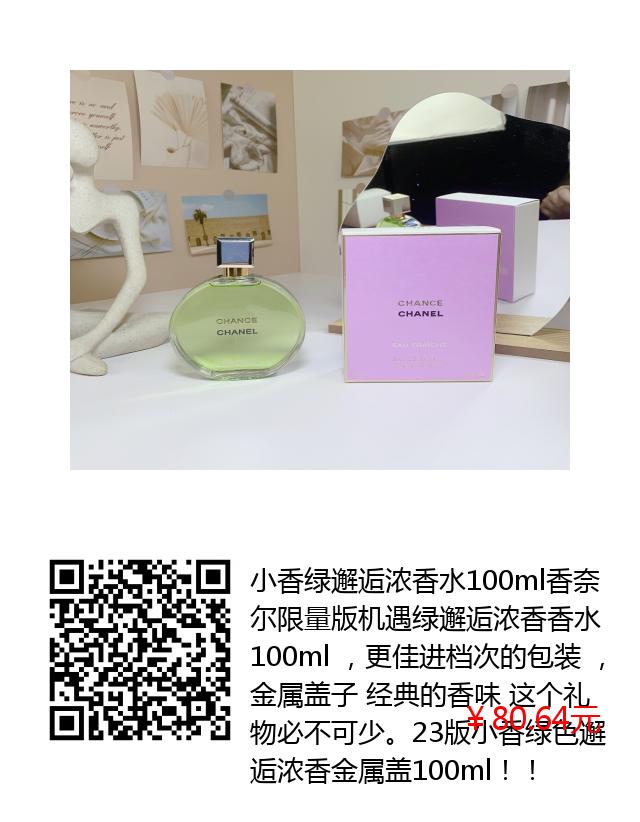 CHANCE
CHANEL
CHANCE
CHANEL
EAU FRAÎCHE
小香绿邂逅浓香水100ml香奈
尔限量版机遇绿邂逅浓香香水
100ml ，更佳进档次的包装 ，
金属盖子 经典的香味 这个礼
物必不可少。23版小香绿色邂
￥80.64元
逅浓香金属盖100ml！！